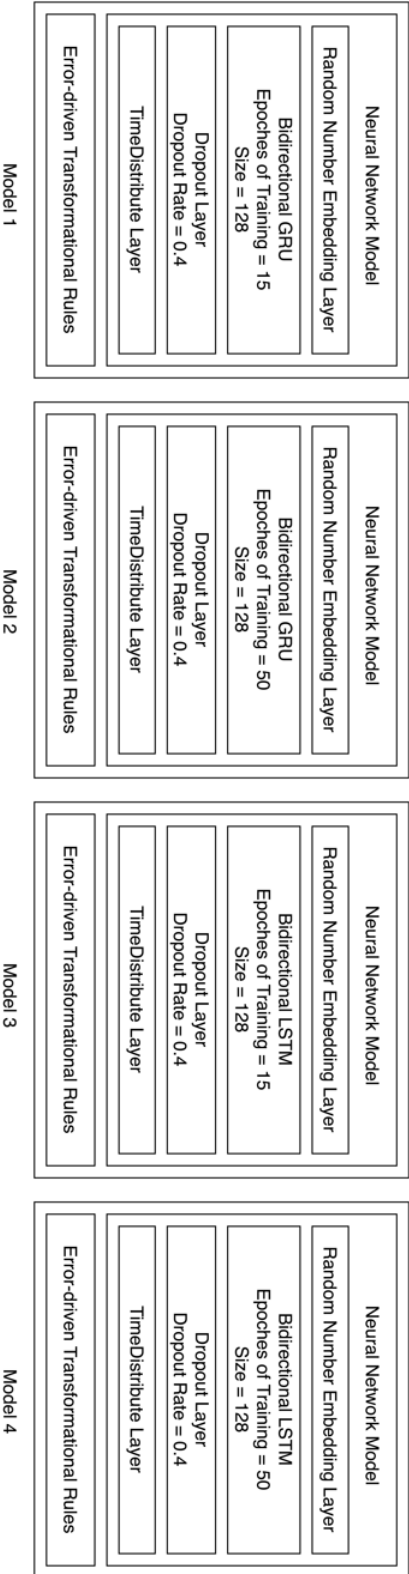 Neural Network Model
Random Number Embedding Layer
Bidirectional GRU
Epoches of Training = 15
Size = 128
Dropout Layer
Dropout Rate = 0.4
TimeDistribute Layer
Error-driven Transformational Rules
Model 1
Neural Network Model
Random Number Embedding Layer
Bidirectional GRU
Epoches of Training = 50
Size = 128
Dropout Layer
Dropout Rate = 0.4
TimeDistribute Layer
Error-driven Transformational Rules
Model 2
Neural Network Model
Random Number Embedding Layer
Bidirectional LSTM
Epoches of Training = 15
Size = 128
Dropout Layer
Dropout Rate = 0.4
TimeDistribute Layer
Error-driven Transformational Rules
Model 3
Neural Network Model
Random Number Embedding Layer
Bidirectional LSTM
Epoches of Training = 50
Size = 128
Dropout Layer
Dropout Rate = 0.4
TimeDistribute Layer
Error-driven Transformational Rules
Model 4